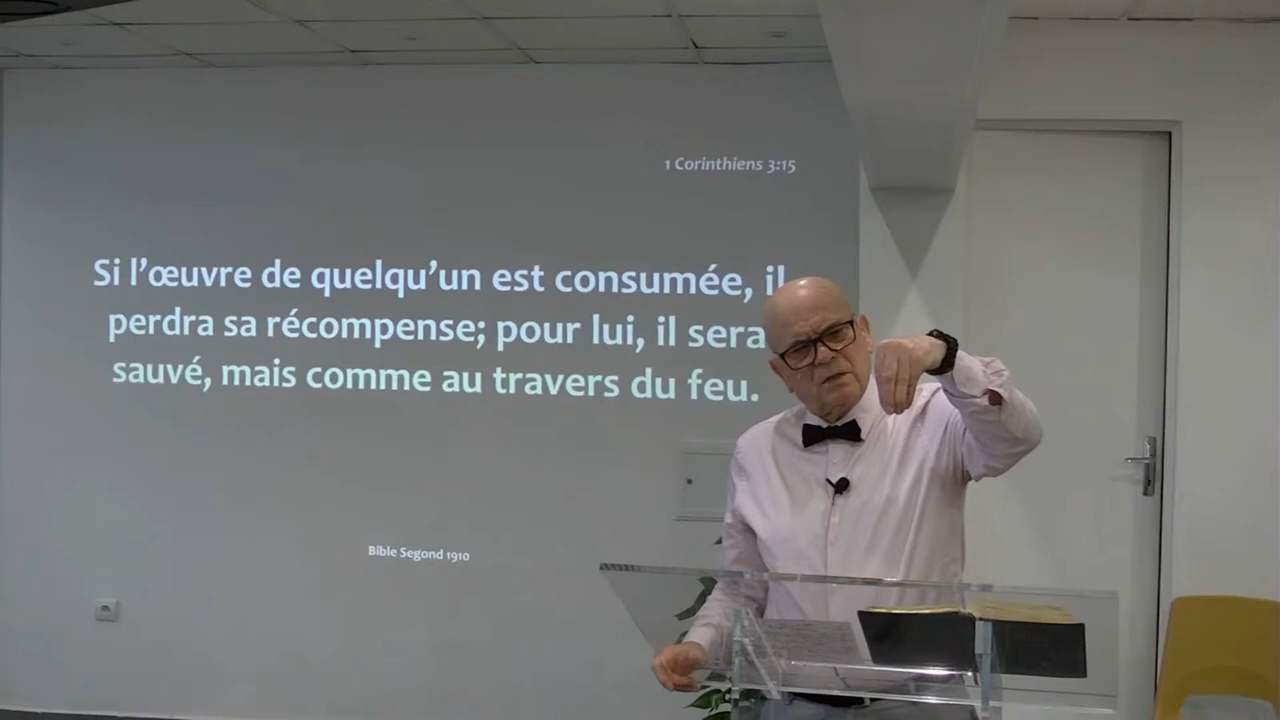 1 Corinthiens 3:15
Si l’œuvre de quelqu’un est consumée, il
perdra sa récompense; pour lui, il sera
sauvé, mais comme au travers du feu.
Bible Segond 1910